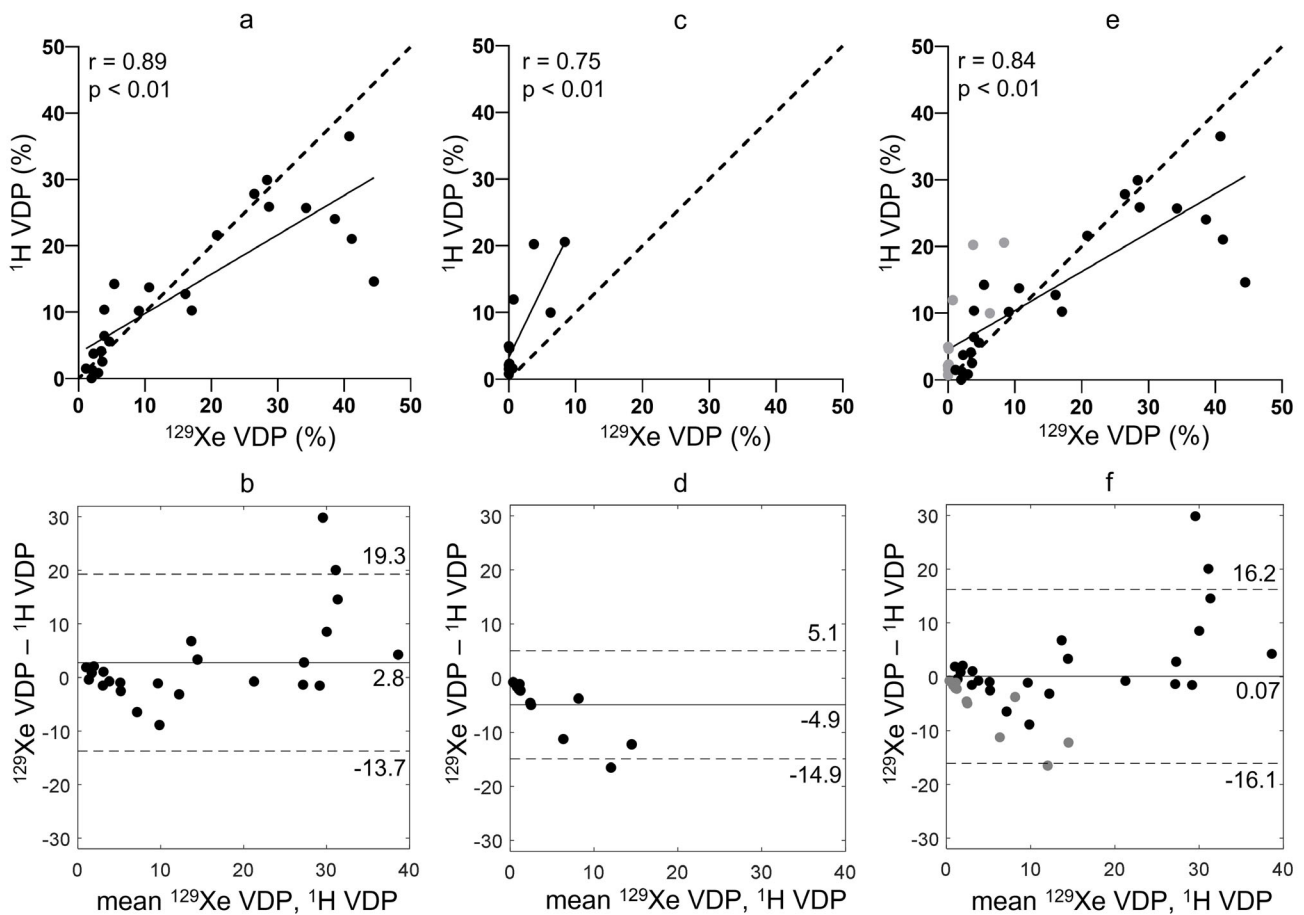 a
r = 0.89
p < 0.01
50
40
30
20
10
0
¹H VDP (%)
0 10 20 30 40 50
¹²⁹Xe VDP (%)
c
r = 0.75
p < 0.01
50
40
30
20
10
0
¹H VDP (%)
0 10 20 30 40 50
¹²⁹Xe VDP (%)
e
r = 0.84
p < 0.01
50
40
30
20
10
0
¹H VDP (%)
0 10 20 30 40 50
¹²⁹Xe VDP (%)
b
30
20
10
0
-10
-20
-30
¹²⁹Xe VDP – ¹H VDP
19.3
2.8
-13.7
0 10 20 30 40
mean ¹²⁹Xe VDP, ¹H VDP
d
30
20
10
0
-10
-20
-30
¹²⁹Xe VDP – ¹H VDP
5.1
-4.9
-14.9
0 10 20 30 40
mean ¹²⁹Xe VDP, ¹H VDP
f
30
20
10
0
-10
-20
-30
¹²⁹Xe VDP – ¹H VDP
16.2
0.07
-16.1
0 10 20 30 40
mean ¹²⁹Xe VDP, ¹H VDP